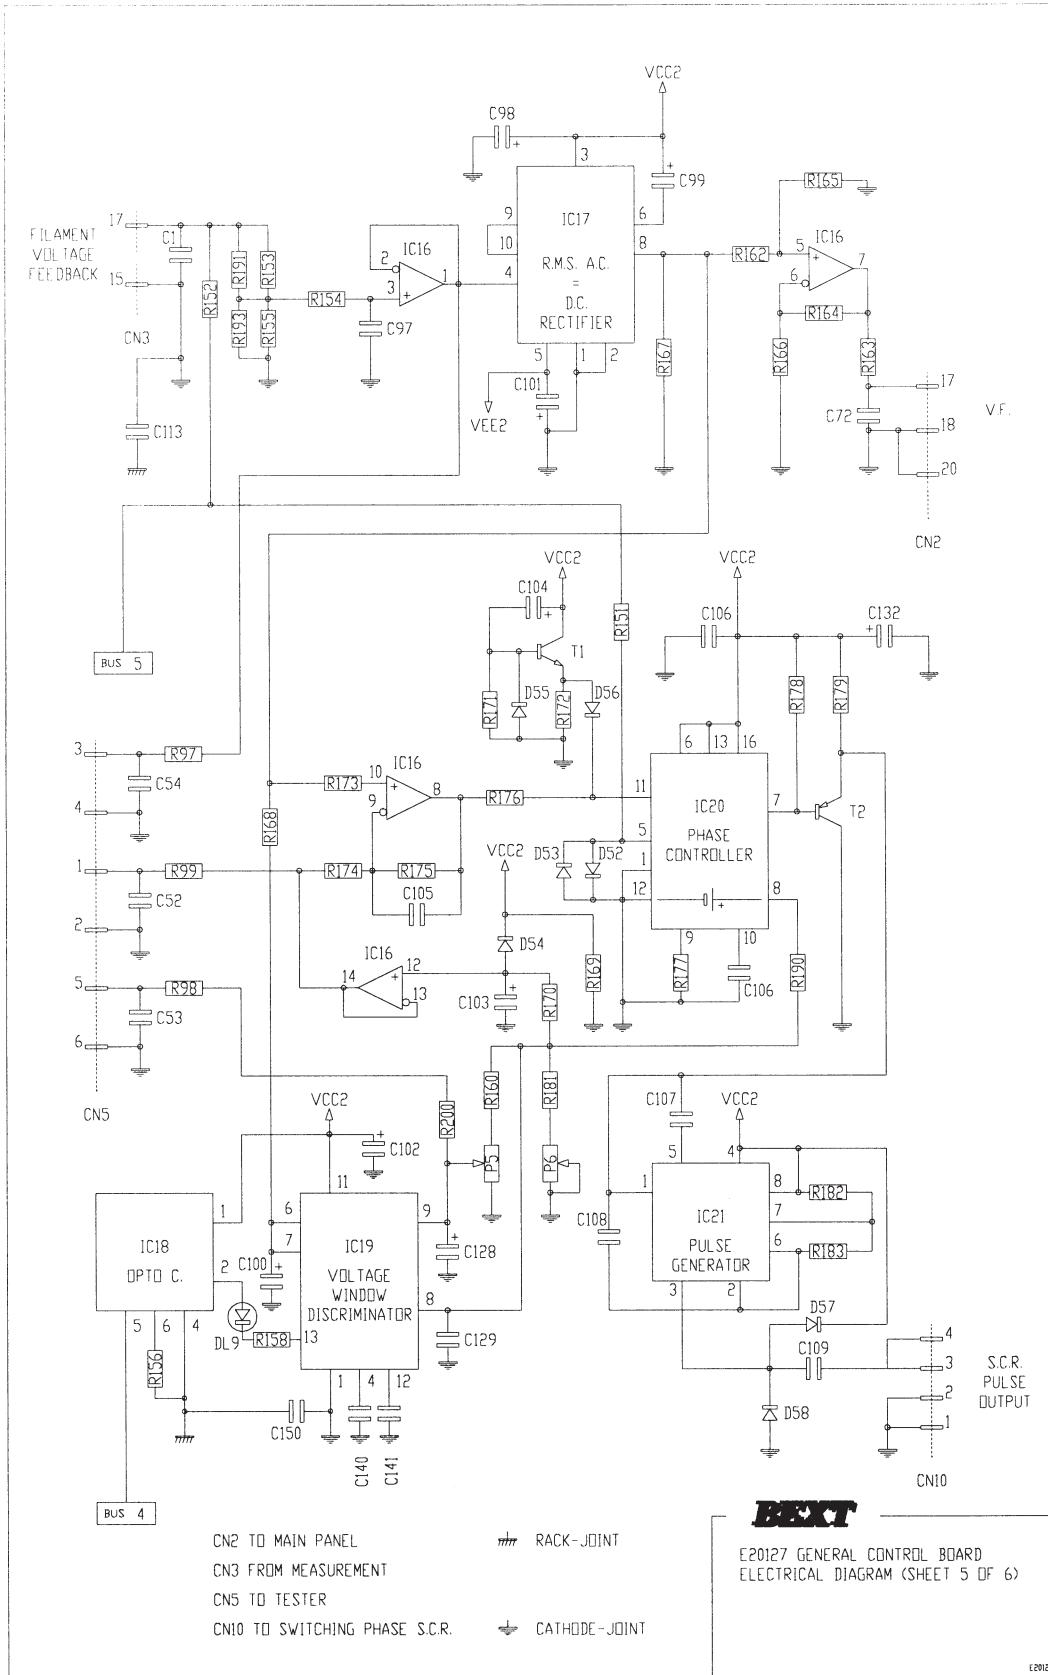 VCC2
C98
3
C99
IC17
R.M.S. A.C.
=
D.C.
RECTIFIER
9
10
4
6
8
5
1
2
C101
VEE2
R165
R162
5
IC16
6
7
R164
R166
R163
R167
C72
17
18
20
V.F.
CN2
FILAMENT
VOLTAGE
FEEDBACK
17
15
CN3
C1
C113
R152
R191
R153
R193
R155
R154
C97
IC16
2
3
1
BUS 5
VCC2
C104
T1
R171
D55
R172
D56
R151
VCC2
C106
C132
R178
R179
T2
6
13
16
IC20
PHASE
CONTROLLER
11
5
1
12
7
8
9
10
R177
C106
R190
3
4
1
2
5
6
CN5
R97
C54
R99
C52
R98
C53
R168
R173
10
IC16
9
8
R176
R174
R175
C105
D53
D52
VCC2
D54
R169
IC16
14
12
13
C103
R170
R160
R181
P5
P6
R200
VCC2
C102
11
6
7
9
8
13
1
4
12
IC19
VOLTAGE
WINDOW
DISCRIMINATOR
C128
C129
C100
IC18
OPTO C.
1
2
5
6
4
DL9
R158
R156
C150
C140
C141
BUS 4
C107
VCC2
5
4
1
8
7
6
3
2
IC21
PULSE
GENERATOR
C108
R182
R183
D57
C109
D58
4
3
2
1
S.C.R.
PULSE
OUTPUT
CN10
CN2 TO MAIN PANEL
RACK-JOINT
CN3 FROM MEASUREMENT
CN5 TO TESTER
CN10 TO SWITCHING PHASE S.C.R.
CATHODE-JOINT
BEXT
E20127 GENERAL CONTROL BOARD
ELECTRICAL DIAGRAM (SHEET 5 OF 6)
E2012